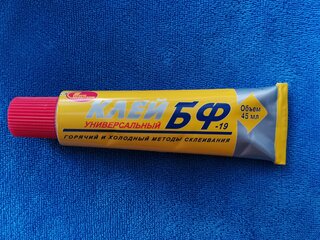 КЛЕЙ БФ-19
УНИВЕРСАЛЬНЫЙ
ГОРЯЧИЙ И ХОЛОДНЫЙ МЕТОДЫ СКЛЕИВАНИЯ
Объем
45 мл